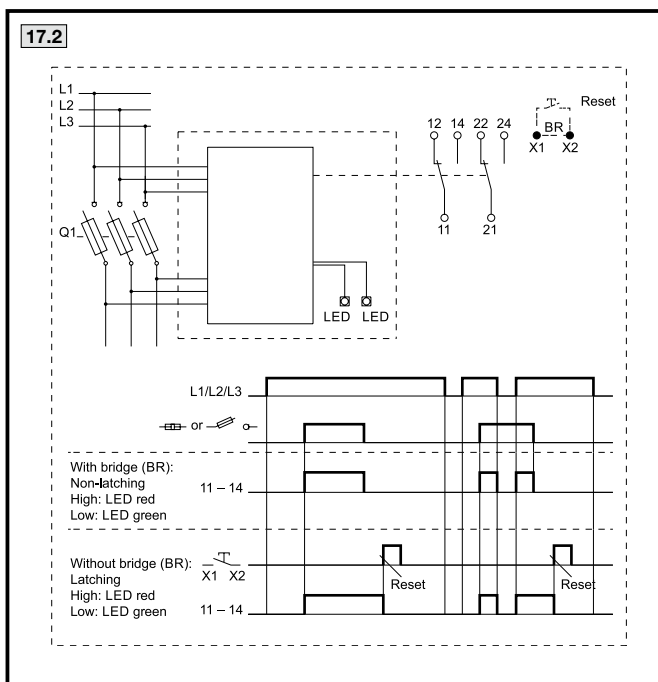 17.2
L1
L2
L3
Q1
LED LED
12 14 22 24
11 21
Reset
BR
X1 X2
L1/L2/L3
or
With bridge (BR):
Non-latching
High: LED red
Low: LED green
11 – 14
Without bridge (BR):
Latching
High: LED red
Low: LED green
X1 X2
11 – 14
Reset
Reset